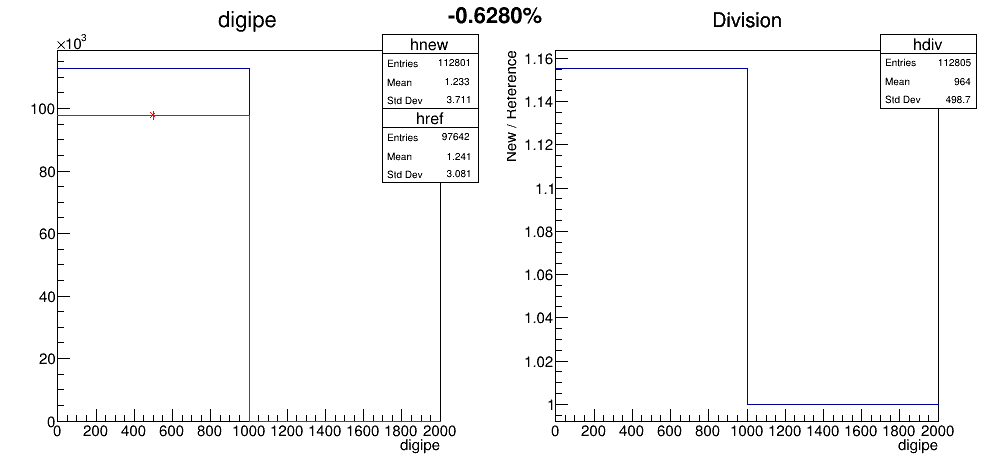 -0.6280%
digipe
×10³
hnew
Entries 112801
Mean 1.233
Std Dev 3.711
href
Entries 97642
Mean 1.241
Std Dev 3.081
100
80
60
40
20
0
0 200 400 600 800 1000 1200 1400 1600 1800 2000
digipe
Division
hdiv
Entries 112805
Mean 964
Std Dev 498.7
New / Reference
1.16
1.14
1.12
1.1
1.08
1.06
1.04
1.02
1
0 200 400 600 800 1000 1200 1400 1600 1800 2000
digipe